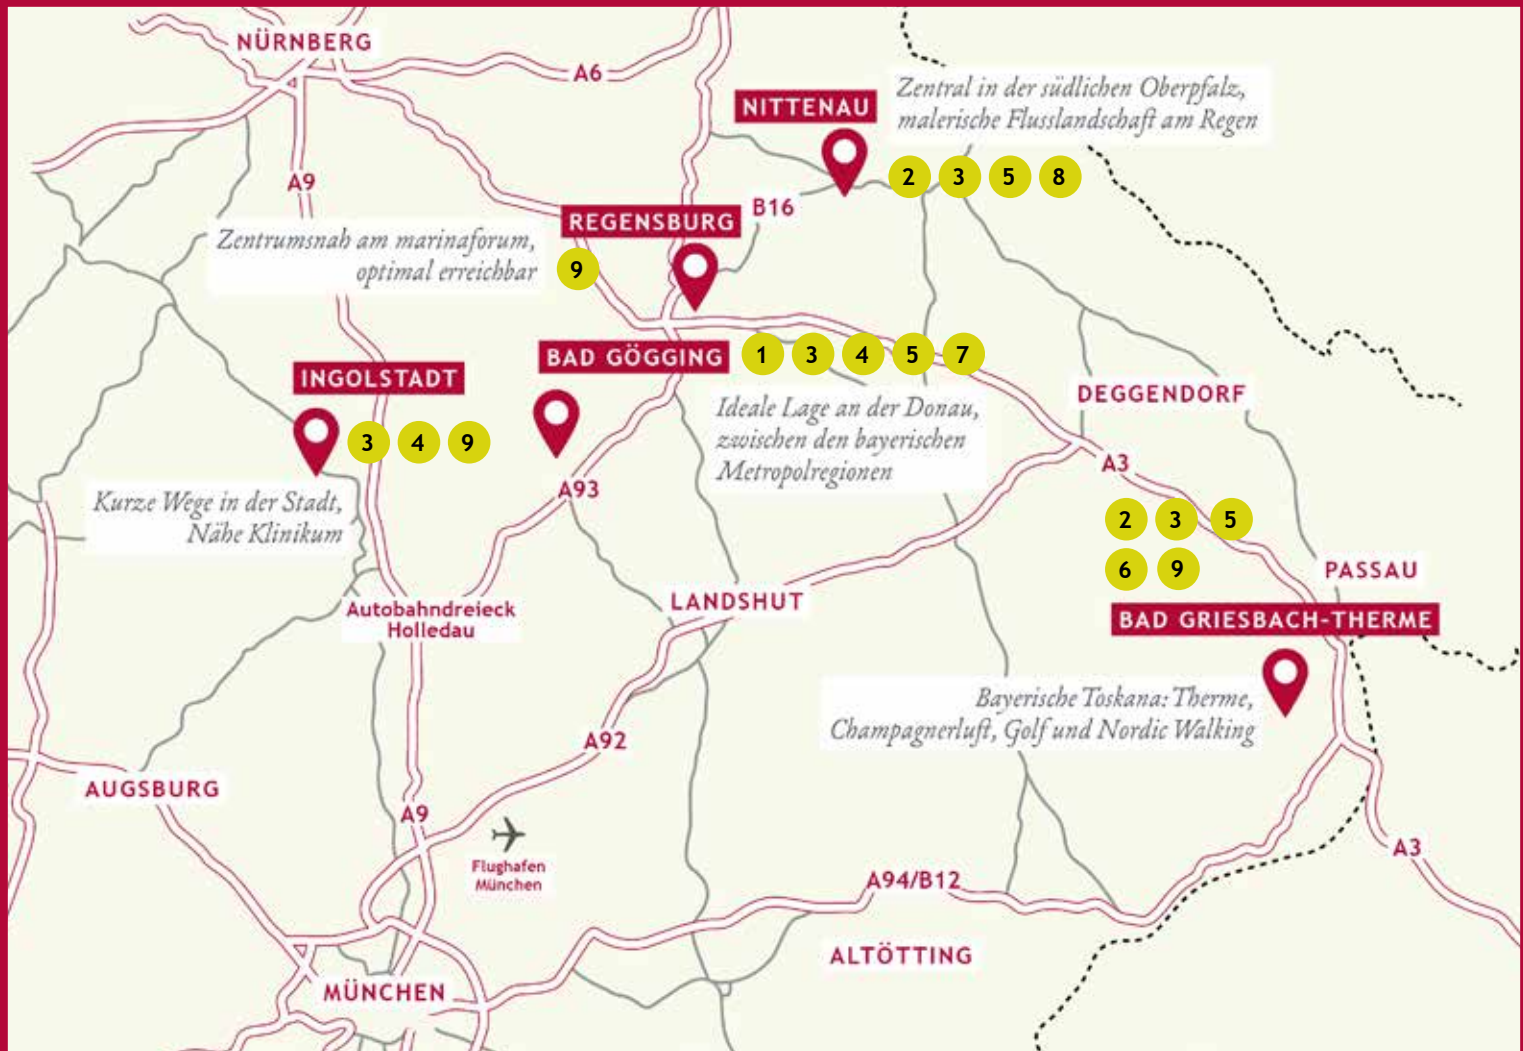 NÜRNBERG
A6
NITTENAU
Zentral in der südlichen Oberpfalz,
malerische Flusslandschaft am Regen
2 3 5 8
A9
B16
REGENSBURG
Zentrumsnah am marinaforum,
optimal erreichbar
9
BAD GÖGGING
1 3 4 5 7
Ideale Lage an der Donau,
zwischen den bayerischen
Metropolregionen
INGOLSTADT
3 4 9
Kurze Wege in der Stadt,
Nähe Klinikum
DEGGENDORF
A3
A93
2 3 5
6 9
PASSAU
BAD GRIESBACH-THERME
Bayerische Toskana: Therme,
Champagnerluft, Golf und Nordic Walking
LANDSHUT
Autobahndreieck
Holledau
A92
AUGSBURG
A9
Flughafen
München
A3
A94/B12
ALTÖTTING
MÜNCHEN